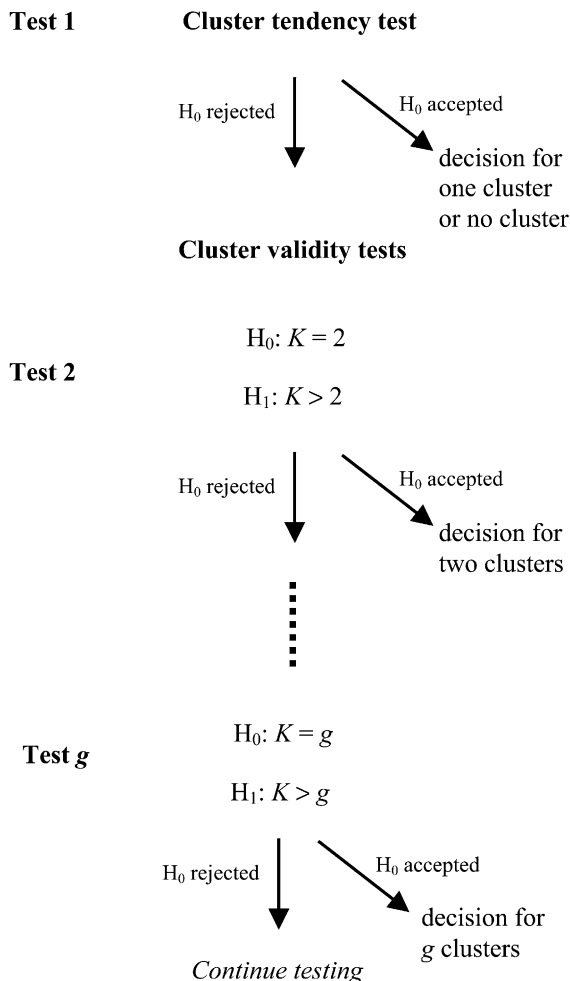 Test 1 Cluster tendency test
H₀ rejected
H₀ accepted
decision for
one cluster
or no cluster
Cluster validity tests
H₀: K = 2
Test 2
H₁: K > 2
H₀ rejected
H₀ accepted
decision for
two clusters
H₀: K = g
Test g
H₁: K > g
H₀ rejected
H₀ accepted
decision for
g clusters
Continue testing